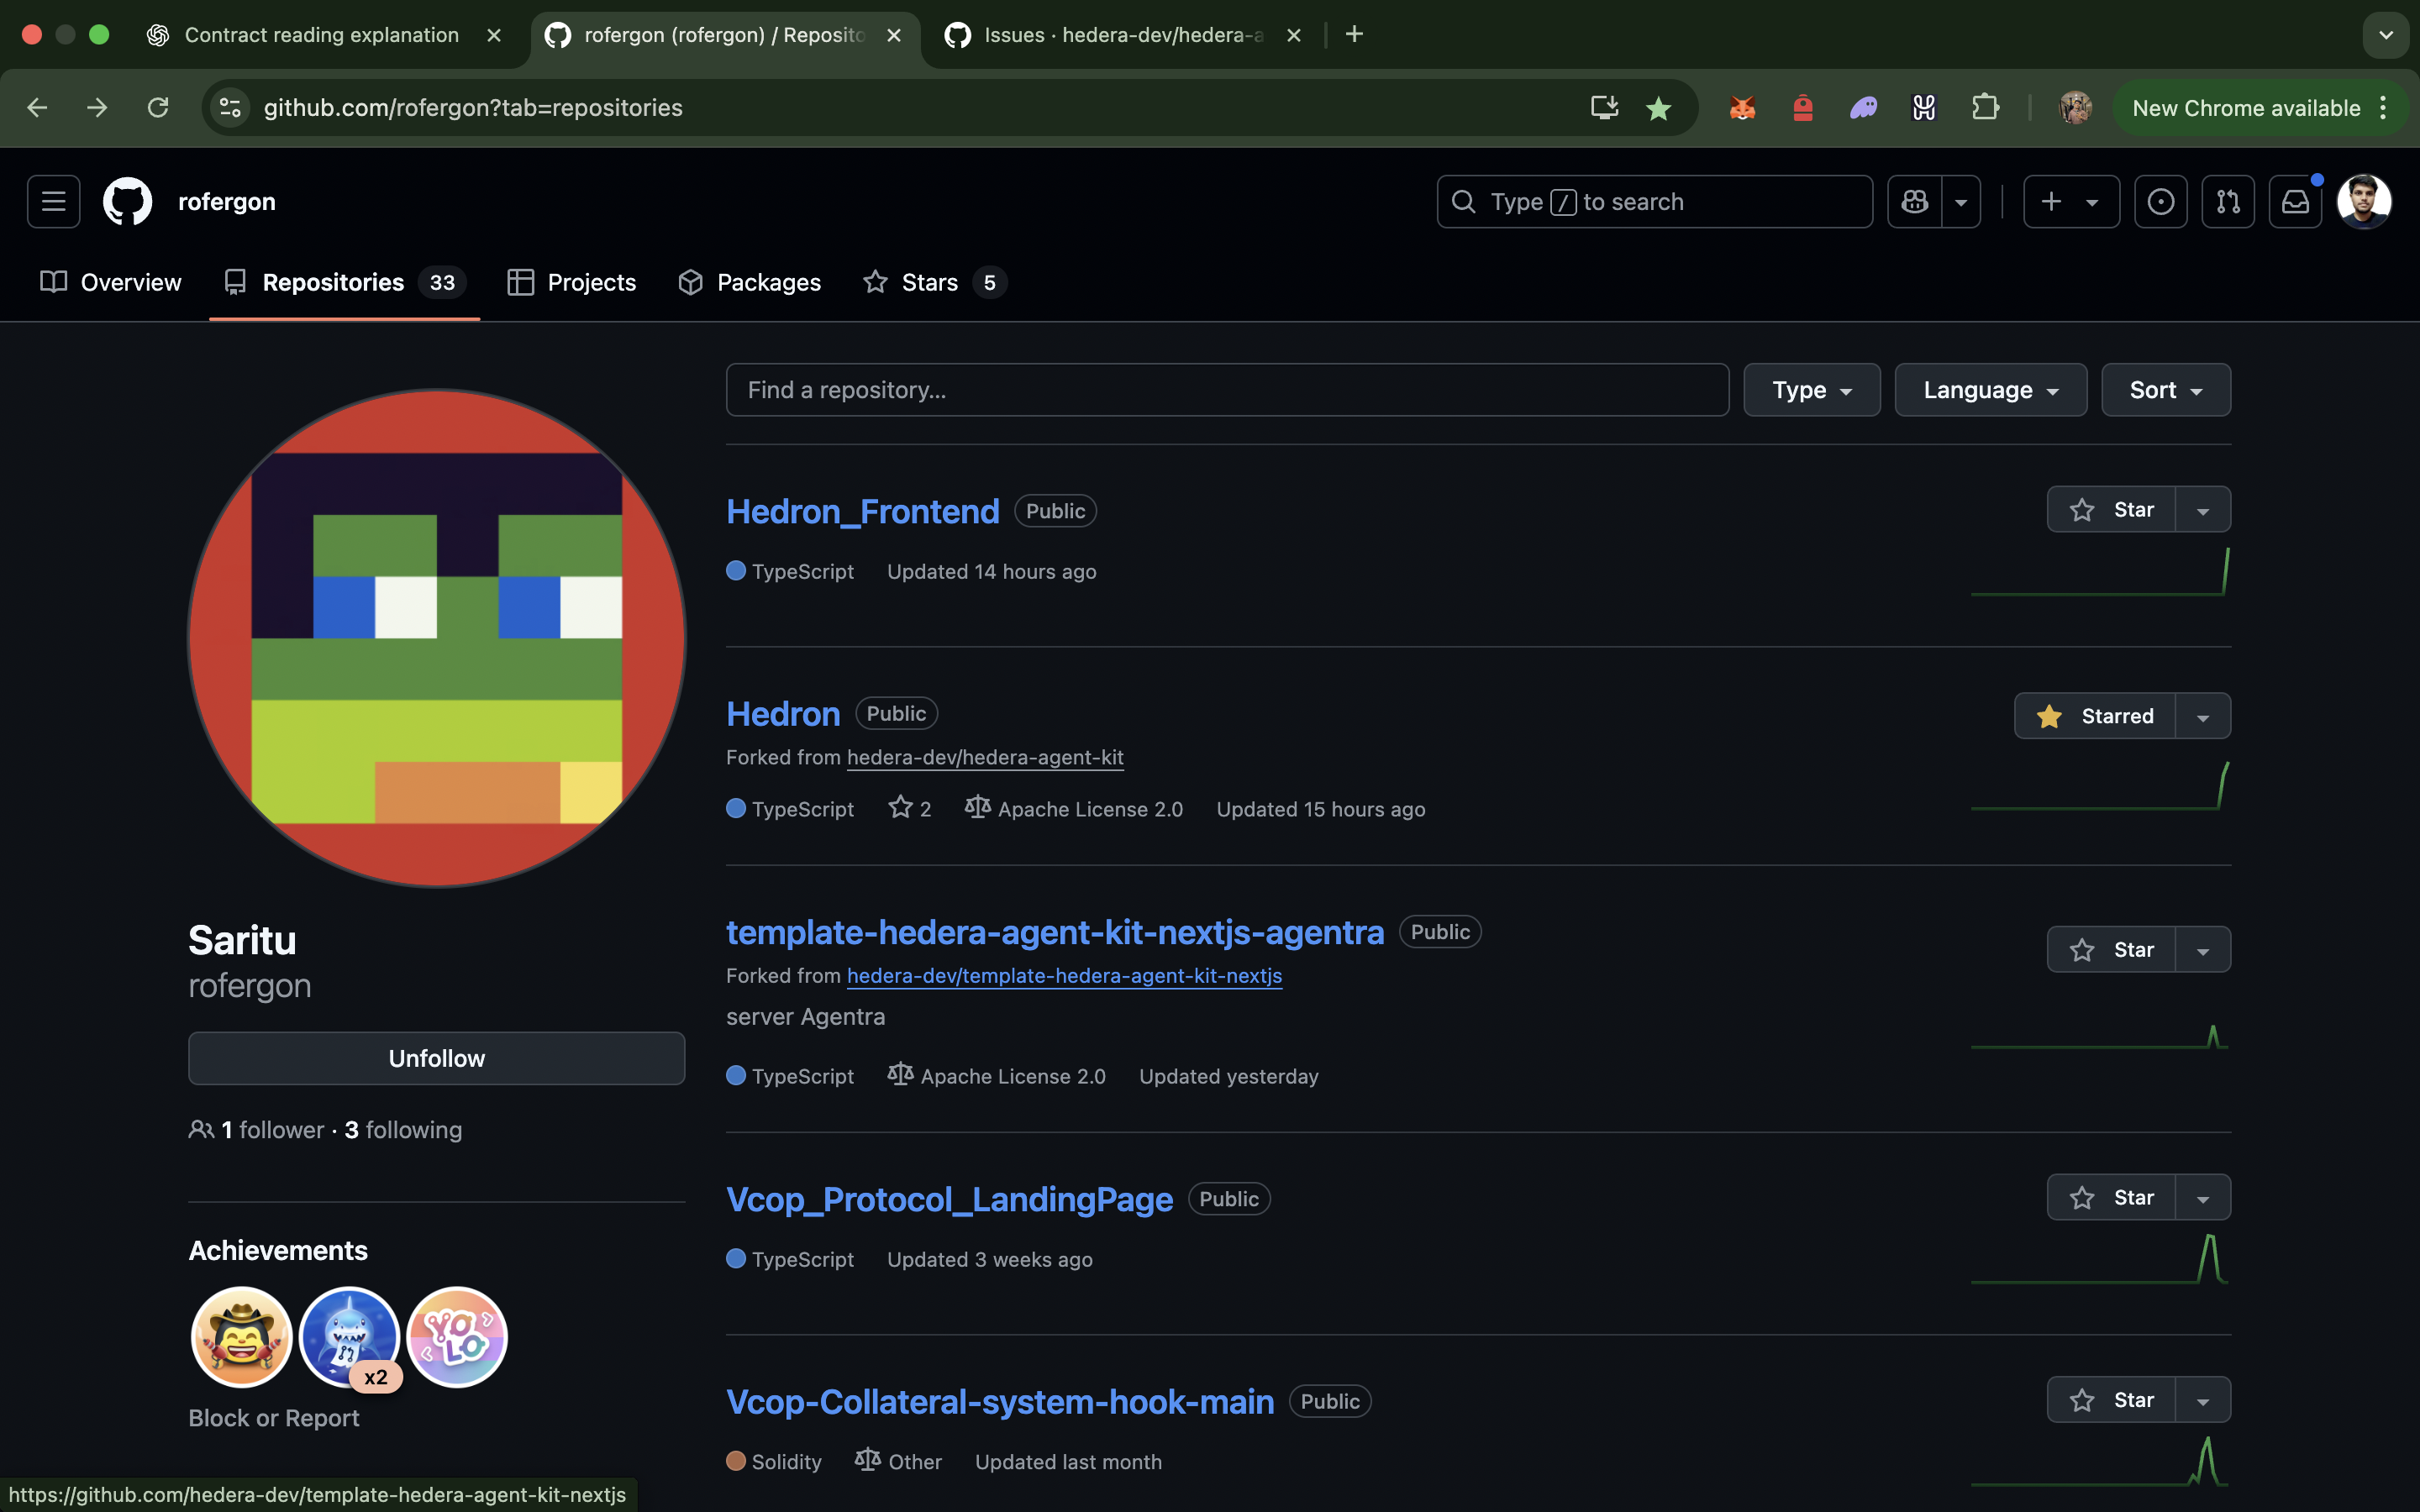 Contract reading explanation
rofergon (rofergon) / Reposito
Issues · hedera-dev/hedera-a
github.com/rofergon?tab=repositories
New Chrome available
rofergon
Type / to search
Overview
Repositories 33
Projects
Packages
Stars 5
Find a repository...
Type
Language
Sort
Hedron_Frontend Public
Star
TypeScript Updated 14 hours ago
Hedron Public
Starred
Forked from hedera-dev/hedera-agent-kit
TypeScript 2 Apache License 2.0 Updated 15 hours ago
template-hedera-agent-kit-nextjs-agentra Public
Star
Forked from hedera-dev/template-hedera-agent-kit-nextjs
server Agentra
TypeScript Apache License 2.0 Updated yesterday
Vcop_Protocol_LandingPage Public
Star
TypeScript Updated 3 weeks ago
Vcop-Collateral-system-hook-main Public
Star
Solidity Other Updated last month
Saritu
rofergon
Unfollow
1 follower · 3 following
Achievements
x2
YOLO
Block or Report
https://github.com/hedera-dev/template-hedera-agent-kit-nextjs